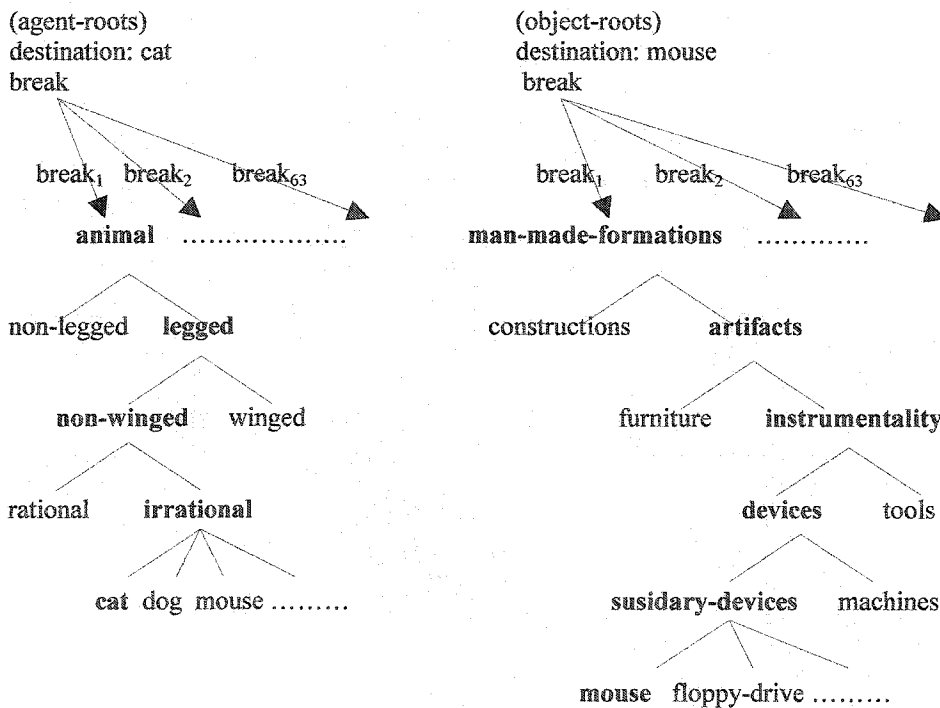 (agent-roots)
destination: cat
break
break₁ break₂ break₆₃
animal ...................
non-legged legged
non-winged winged
rational irrational
cat dog mouse .........
(object-roots)
destination: mouse
break
break₁ break₂ break₆₃
man-made-formations .............
constructions artifacts
furniture instrumentality
devices tools
susidary-devices machines
mouse floppy-drive .........